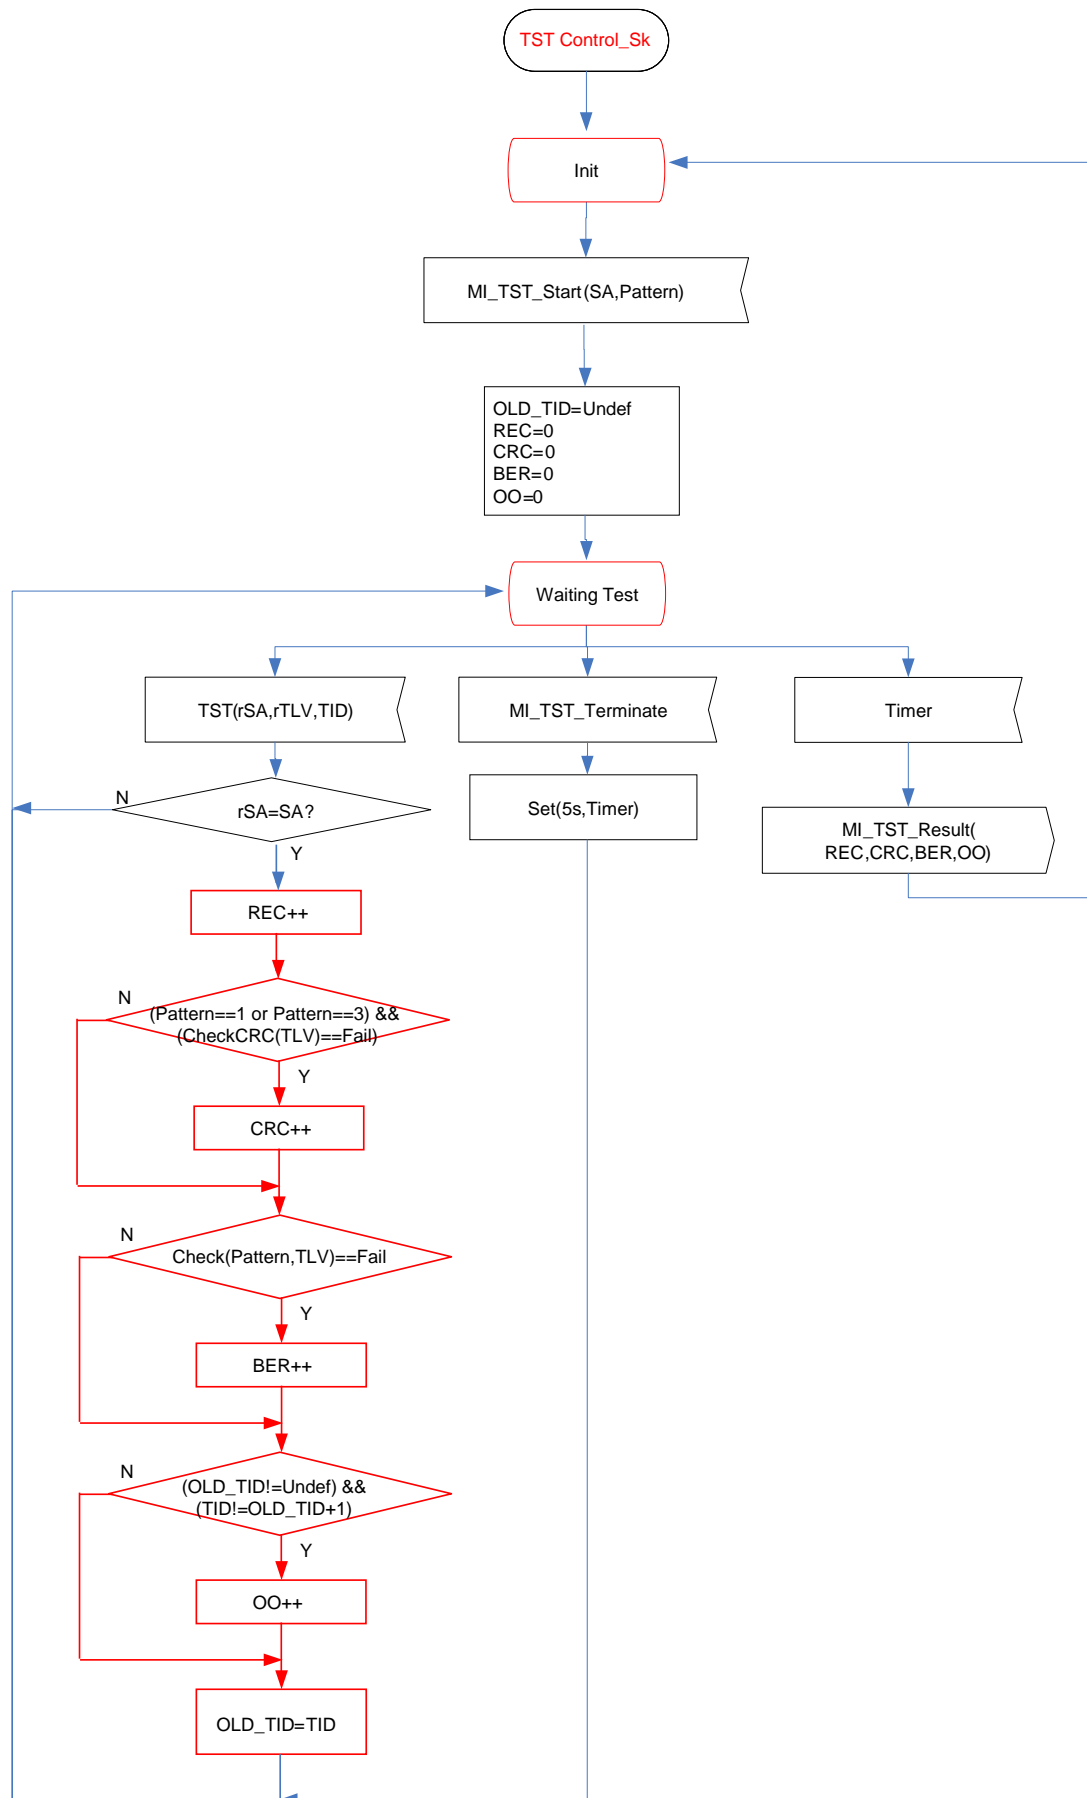 TST Control_Sk
Init
MI_TST_Start(SA,Pattern)
OLD_TID=Undef
REC=0
CRC=0
BER=0
OO=0
Waiting Test
TST(rSA,rTLV,TID)
MI_TST_Terminate
Timer
N
rSA=SA?
Y
Set(5s,Timer)
MI_TST_Result(
REC,CRC,BER,OO)
REC++
N
(Pattern==1 or Pattern==3) &&
(CheckCRC(TLV)==Fail)
Y
CRC++
N
Check(Pattern,TLV)==Fail
Y
BER++
N
(OLD_TID!=Undef) &&
(TID!=OLD_TID+1)
Y
OO++
OLD_TID=TID